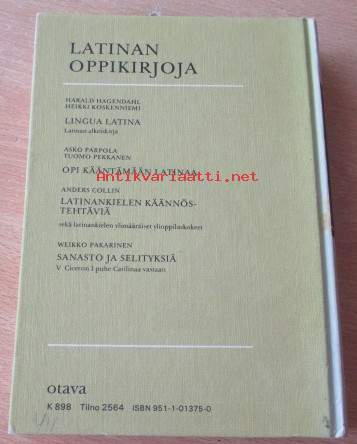 LATINAN
OPPIKIRJOJA
HARALD HAGENDAHL
HEIKKI KOSKENNIEMI
LINGUA LATINA
Latinan alkeiskirja
ASKO PARPOLA
TUOMO PEKKANEN
OPI KÄÄNTÄMÄÄN LATINAA
www.antikvariaatti.net
ANDERS COLLIN
LATINANKIELEN KÄÄNNÖS-
TEHTÄVIÄ
sekä latinankielen ylimääräiset ylioppilaskokeet
WEIKKO PAKARINEN
SANASTO JA SELITYKSIÄ
V. Ciceron I puhe Catilinaa vastaan
otava
K 898 Tilno 2564 ISBN 951-1-01375-0